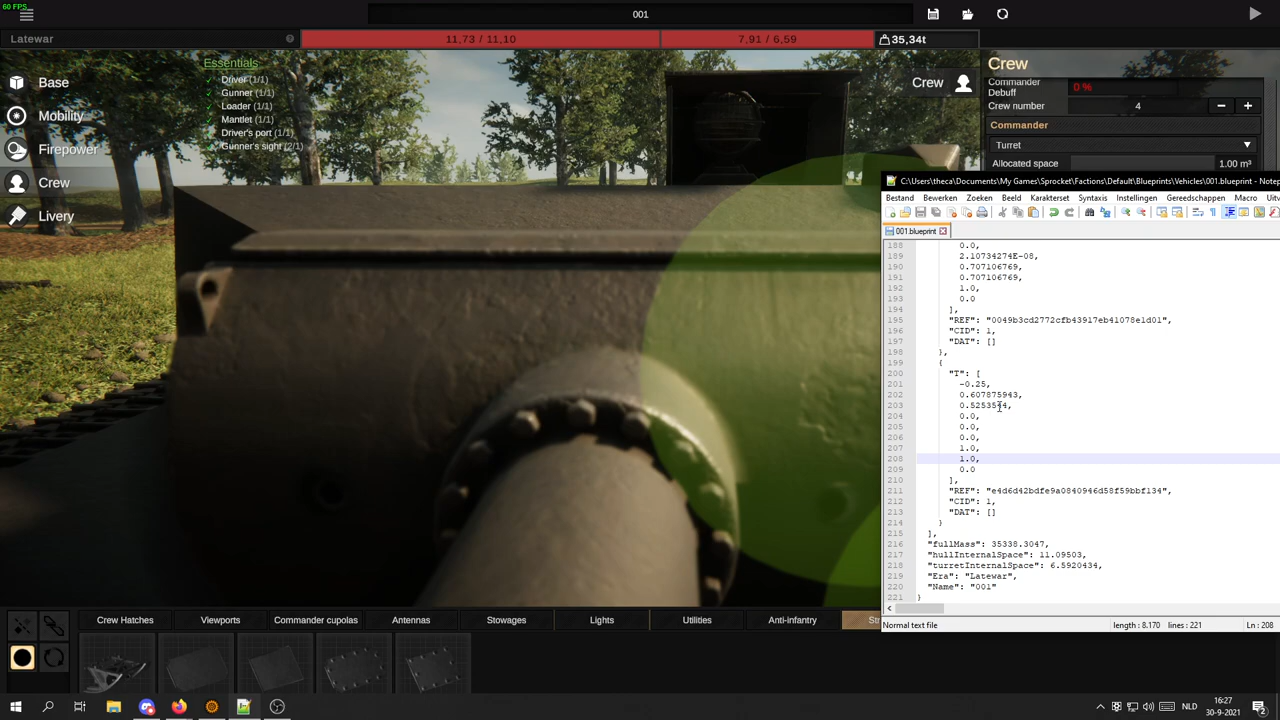 60 FPS
001
Latewar
11,73 / 11,10
7,91 / 6,59
35,34t
Base
Mobility
Firepower
Crew
Livery
Essentials
Driver (1/1)
Gunner (1/1)
Loader (1/1)
Mantlet (1/1)
Driver's port (1/1)
Gunner's sight (2/1)
Crew
Crew
Commander Debuff
0 %
Crew number
4
Commander
Turret
Allocated space
1.00 m³
C:\Users\theca\Documents\My Games\Sprocket\Factions\Default\Blueprints\Vehicles\001.blueprint - Notep
Bestand Bewerken Zoeken Beeld Karakterset Syntaxis Instellingen Gereedschappen Macro Uitv
001.blueprint
188 0.0,
189 2.10734274E-08,
190 0.707106769,
191 0.707106769,
192 1.0,
193 0.0
194 ],
195 "REF": "0049b3cd2772cfb43917eb41078e1d01",
196 "CID": 1,
197 "DAT": []
198 },
199 {
200 "T": [
201 -0.25,
202 0.607875943,
203 0.5253544,
204 0.0,
205 0.0,
206 0.0,
207 1.0,
208 1.0,
209 0.0
210 ],
211 "REF": "e4d6d42bdfe9a0840946d58f59bbf134",
212 "CID": 1,
213 "DAT": []
214 }
215 ],
216 "fullMass": 35338.3047,
217 "hullInternalSpace": 11.09503,
218 "turretInternalSpace": 6.5920434,
219 "Era": "Latewar",
220 "Name": "001"
221 }
Normal text file
length : 8.170 lines : 221
Ln : 208
Crew Hatches
Viewports
Commander cupolas
Antennas
Stowages
Lights
Utilities
Anti-infantry
Str
NLD
16:27
30-9-2021
2